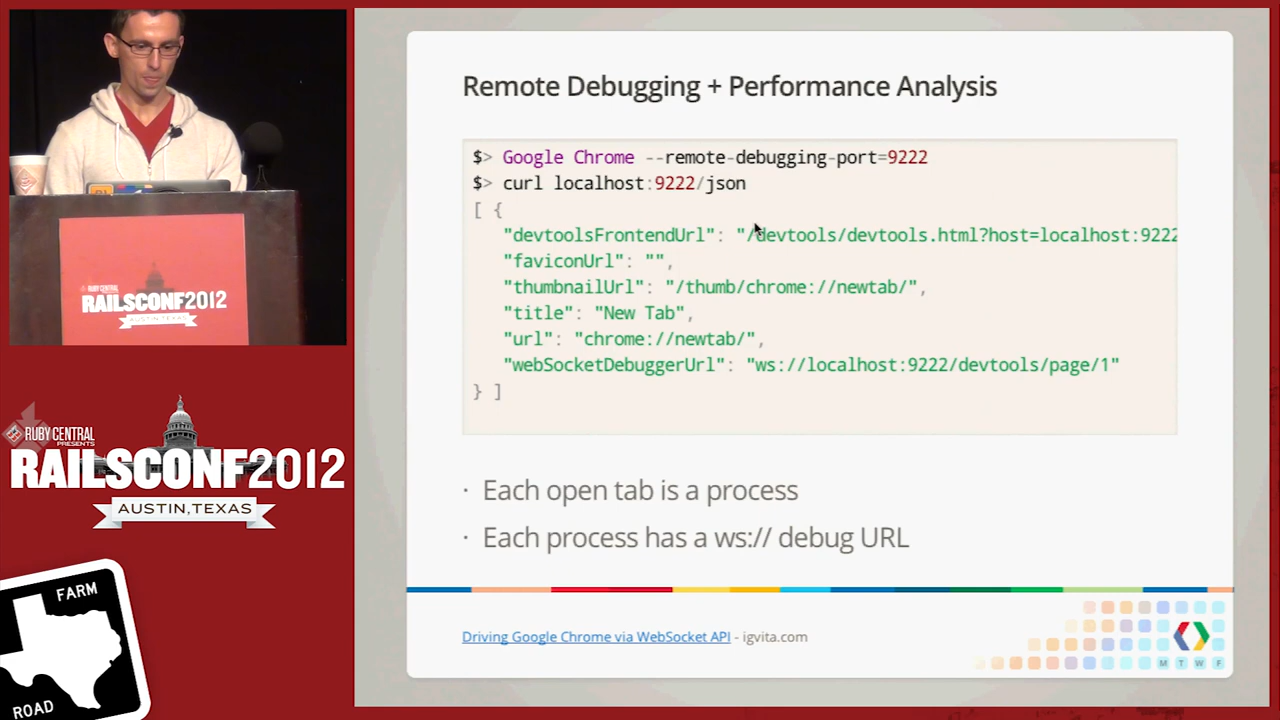 Remote Debugging + Performance Analysis
$> Google Chrome --remote-debugging-port=9222
$> curl localhost:9222/json
[ {
"devtoolsFrontendUrl": "/devtools/devtools.html?host=localhost:9222
"faviconUrl": "",
"thumbnailUrl": "/thumb/chrome://newtab/",
"title": "New Tab",
"url": "chrome://newtab/",
"webSocketDebuggerUrl": "ws://localhost:9222/devtools/page/1"
} ]
· Each open tab is a process
· Each process has a ws:// debug URL
Driving Google Chrome via WebSocket API - igvita.com
M T W F
RUBY CENTRAL
PRESENTS
RAILSCONF2012
AUSTIN, TEXAS
RUBY CENTRAL
PRESENTS
RAILSCONF2012
AUSTIN,TEXAS
FARM
ROAD